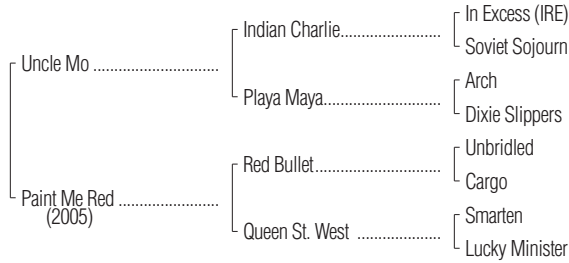 In Excess (IRE)
Indian Charlie......................
Soviet Sojourn
Uncle Mo ............................
Arch
Playa Maya..........................
Dixie Slippers
Unbridled
Red Bullet...........................
Cargo
Paint Me Red ......................
(2005)
Smarten
Queen St. West ..................
Lucky Minister